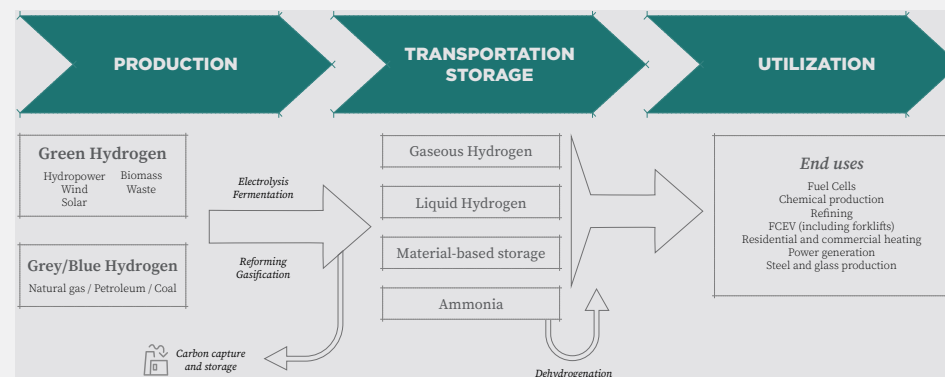 PRODUCTION
TRANSPORTATION
STORAGE
UTILIZATION
Green Hydrogen
Hydropower
Wind
Solar
Biomass
Waste
Grey/Blue Hydrogen
Natural gas / Petroleum / Coal
Electrolysis
Fermentation
Reforming
Gasification
Carbon capture
and storage
Gaseous Hydrogen
Liquid Hydrogen
Material-based storage
Ammonia
Dehydrogenation
End uses
Fuel Cells
Chemical production
Refining
FCEV (including forklifts)
Residential and commercial heating
Power generation
Steel and glass production